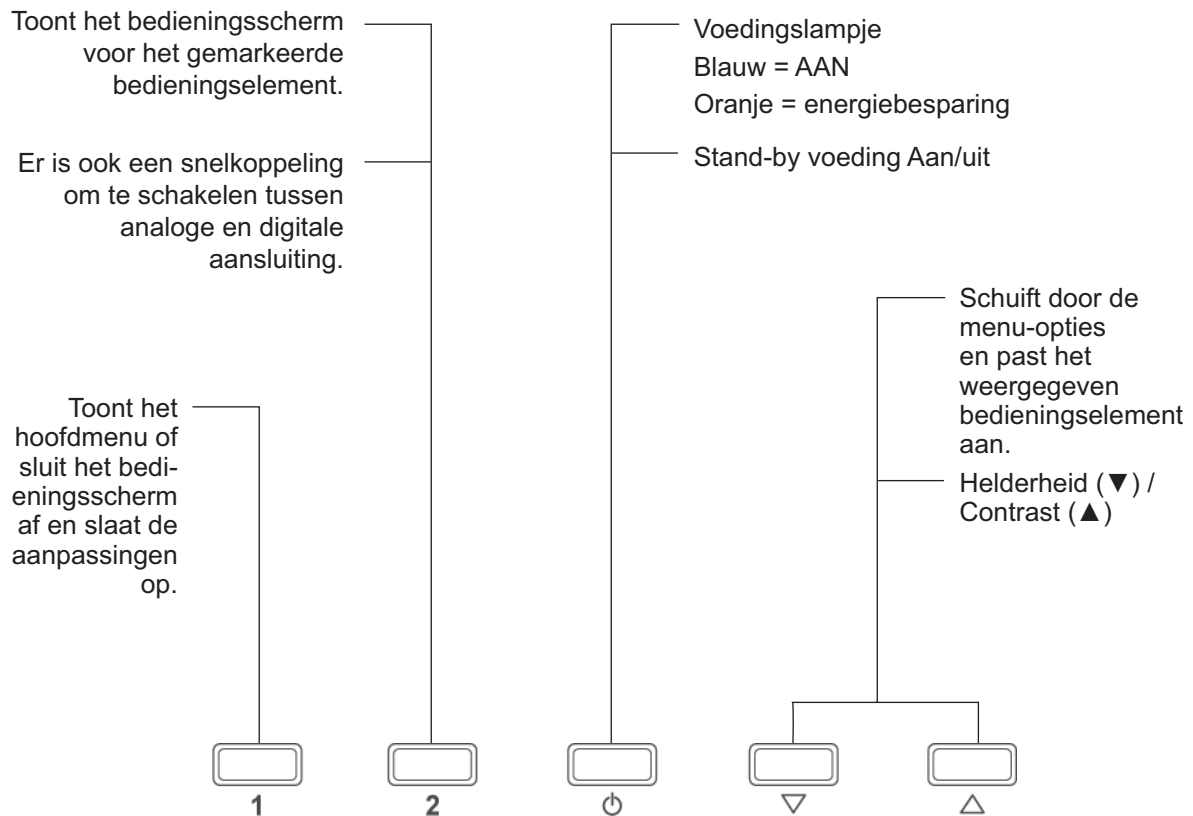 Toont het bedieningsscherm
voor het gemarkeerde
bedieningselement.
Er is ook een snelkoppeling
om te schakelen tussen
analoge en digitale
aansluiting.
Toont het
hoofdmenu of
sluit het bedi-
eningsscherm
af en slaat de
aanpassingen
op.
Voedingslampje
Blauw = AAN
Oranje = energiebesparing
Stand-by voeding Aan/uit
Schuift door de
menu-opties
en past het
weergegeven
bedieningselement
aan.
Helderheid (▼) /
Contrast (▲)
1
2
⏻
▽
△